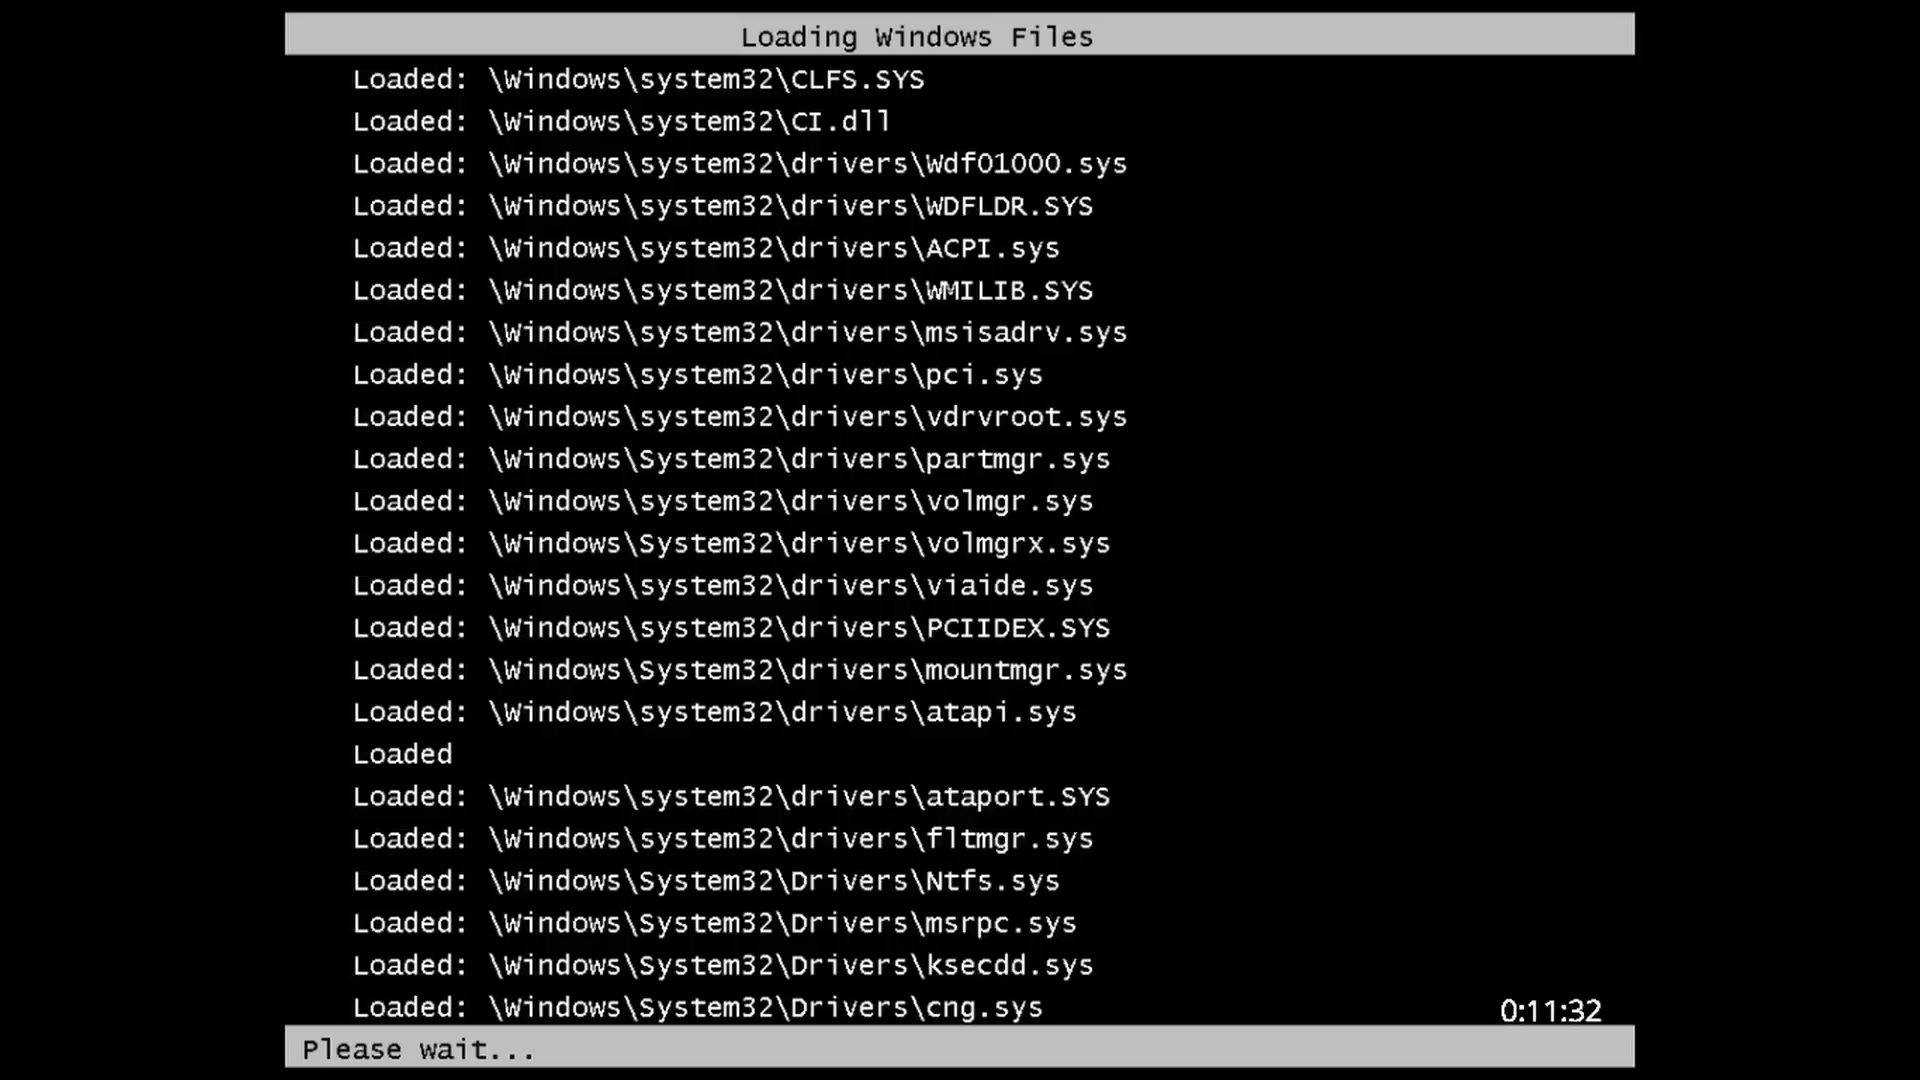 Loading Windows Files
Loaded: \Windows\system32\CLFS.SYS
Loaded: \Windows\system32\CI.dll
Loaded: \Windows\system32\drivers\Wdf01000.sys
Loaded: \Windows\system32\drivers\WDFLDR.SYS
Loaded: \Windows\system32\drivers\ACPI.sys
Loaded: \Windows\system32\drivers\WMILIB.SYS
Loaded: \Windows\system32\drivers\msisadrv.sys
Loaded: \Windows\system32\drivers\pci.sys
Loaded: \Windows\system32\drivers\vdrvroot.sys
Loaded: \Windows\System32\drivers\partmgr.sys
Loaded: \Windows\system32\drivers\volmgr.sys
Loaded: \Windows\System32\drivers\volmgrx.sys
Loaded: \Windows\system32\drivers\viaide.sys
Loaded: \Windows\system32\drivers\PCIIDEX.SYS
Loaded: \Windows\System32\drivers\mountmgr.sys
Loaded: \Windows\system32\drivers\atapi.sys
Loaded
Loaded: \Windows\system32\drivers\ataport.SYS
Loaded: \Windows\system32\drivers\fltmgr.sys
Loaded: \Windows\System32\Drivers\Ntfs.sys
Loaded: \Windows\System32\Drivers\msrpc.sys
Loaded: \Windows\System32\Drivers\ksecdd.sys
Loaded: \Windows\System32\Drivers\cng.sys
0:11:32
Please wait...